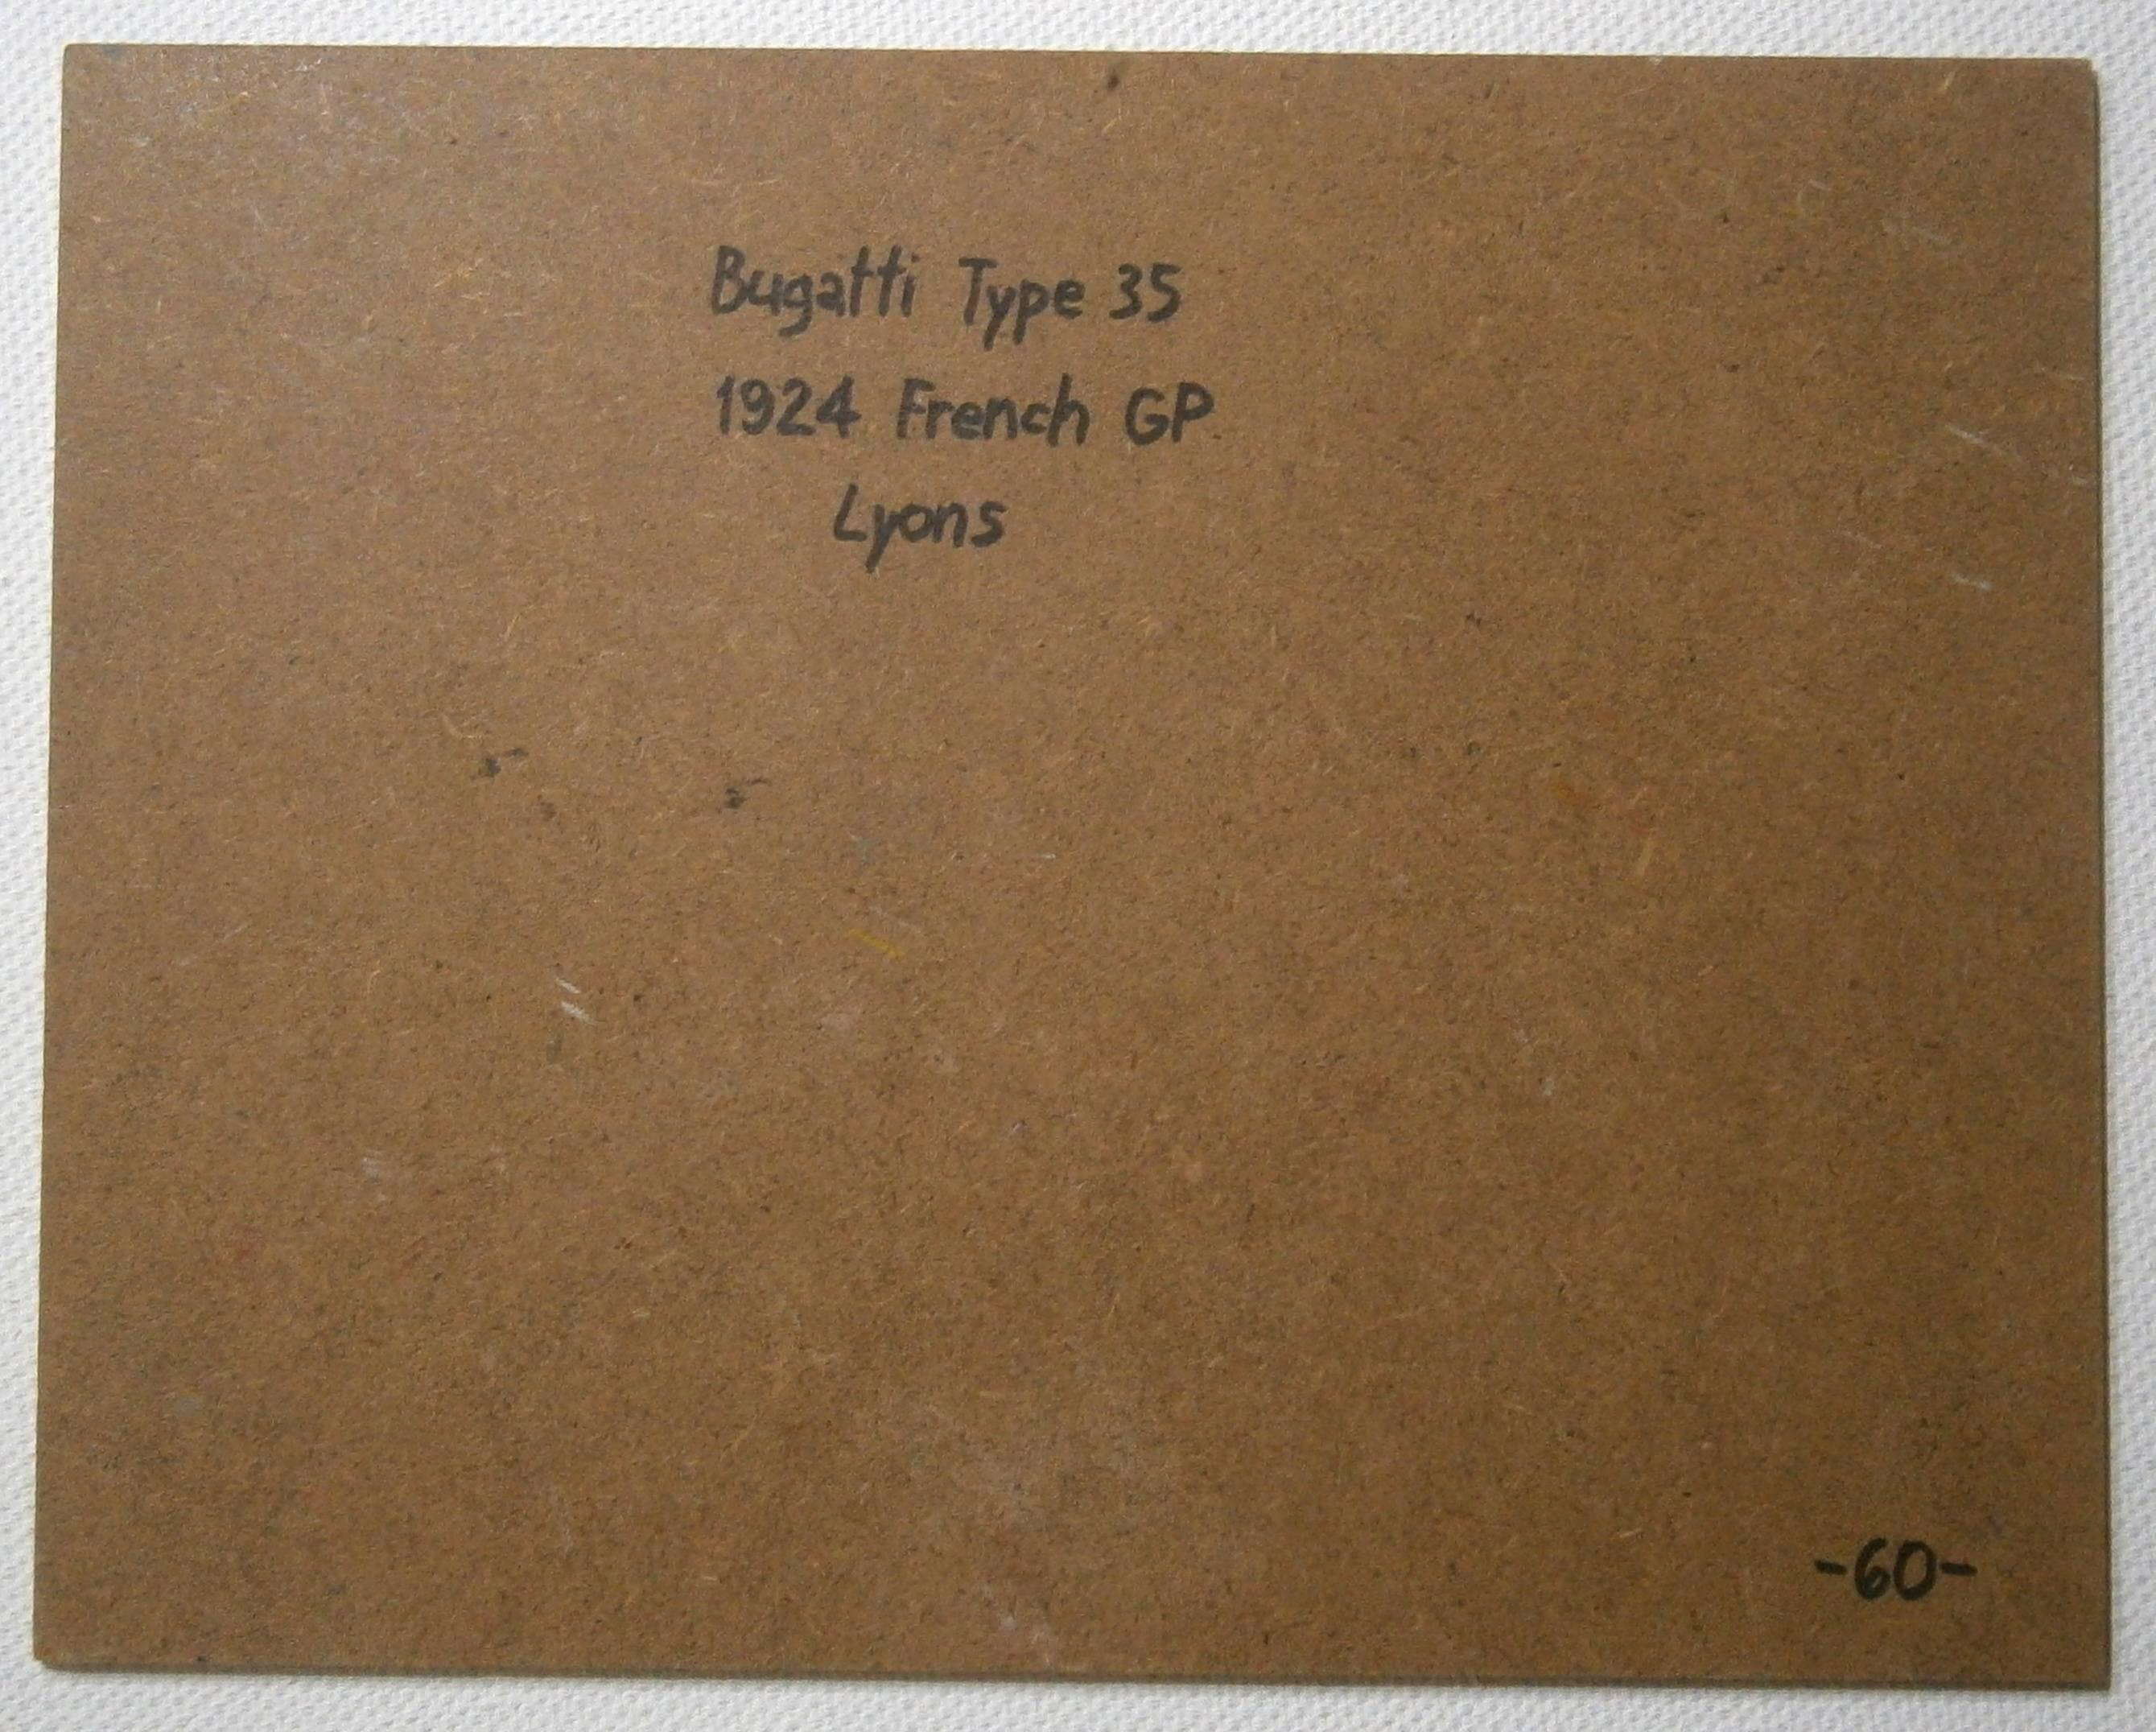 Bugatti Type 35
1924 French GP
Lyons
-60-